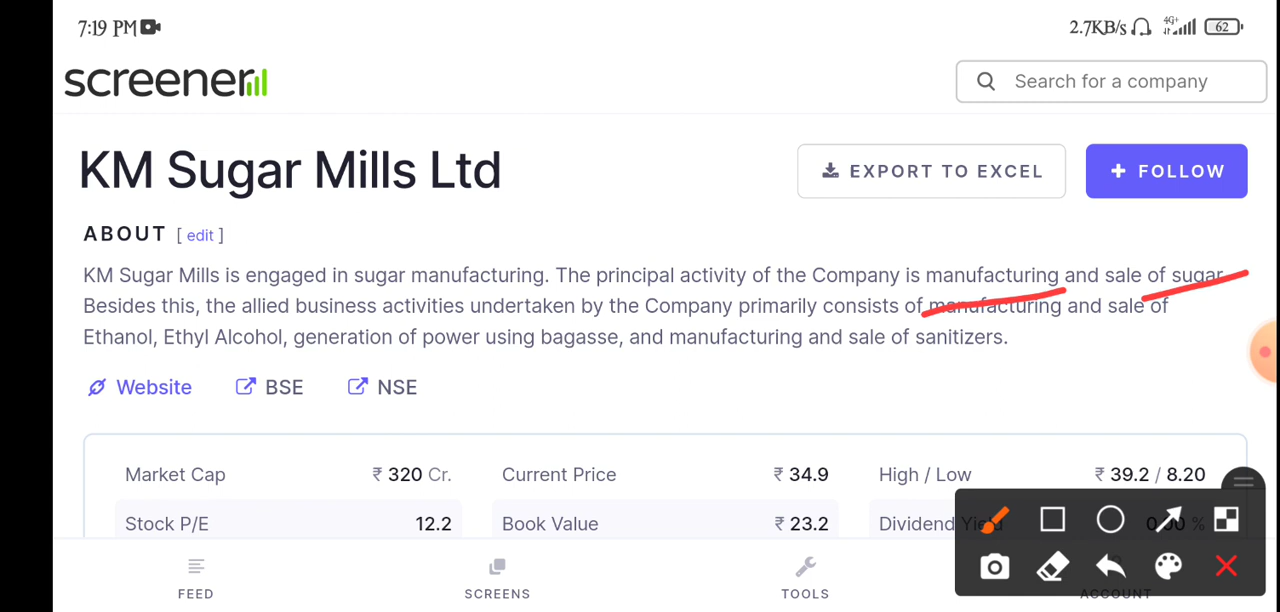 7:19 PM
2.7KB/s 4G+ 62
screener
Search for a company
KM Sugar Mills Ltd
EXPORT TO EXCEL
+ FOLLOW
ABOUT [ edit ]
KM Sugar Mills is engaged in sugar manufacturing. The principal activity of the Company is manufacturing and sale of sugar
Besides this, the allied business activities undertaken by the Company primarily consists of manufacturing and sale of
Ethanol, Ethyl Alcohol, generation of power using bagasse, and manufacturing and sale of sanitizers.
Website BSE NSE
Market Cap ₹ 320 Cr. Current Price ₹ 34.9 High / Low ₹ 39.2 / 8.20
Stock P/E 12.2 Book Value ₹ 23.2 Dividend Yield 0.00 %
FEED SCREENS TOOLS ACCOUNT